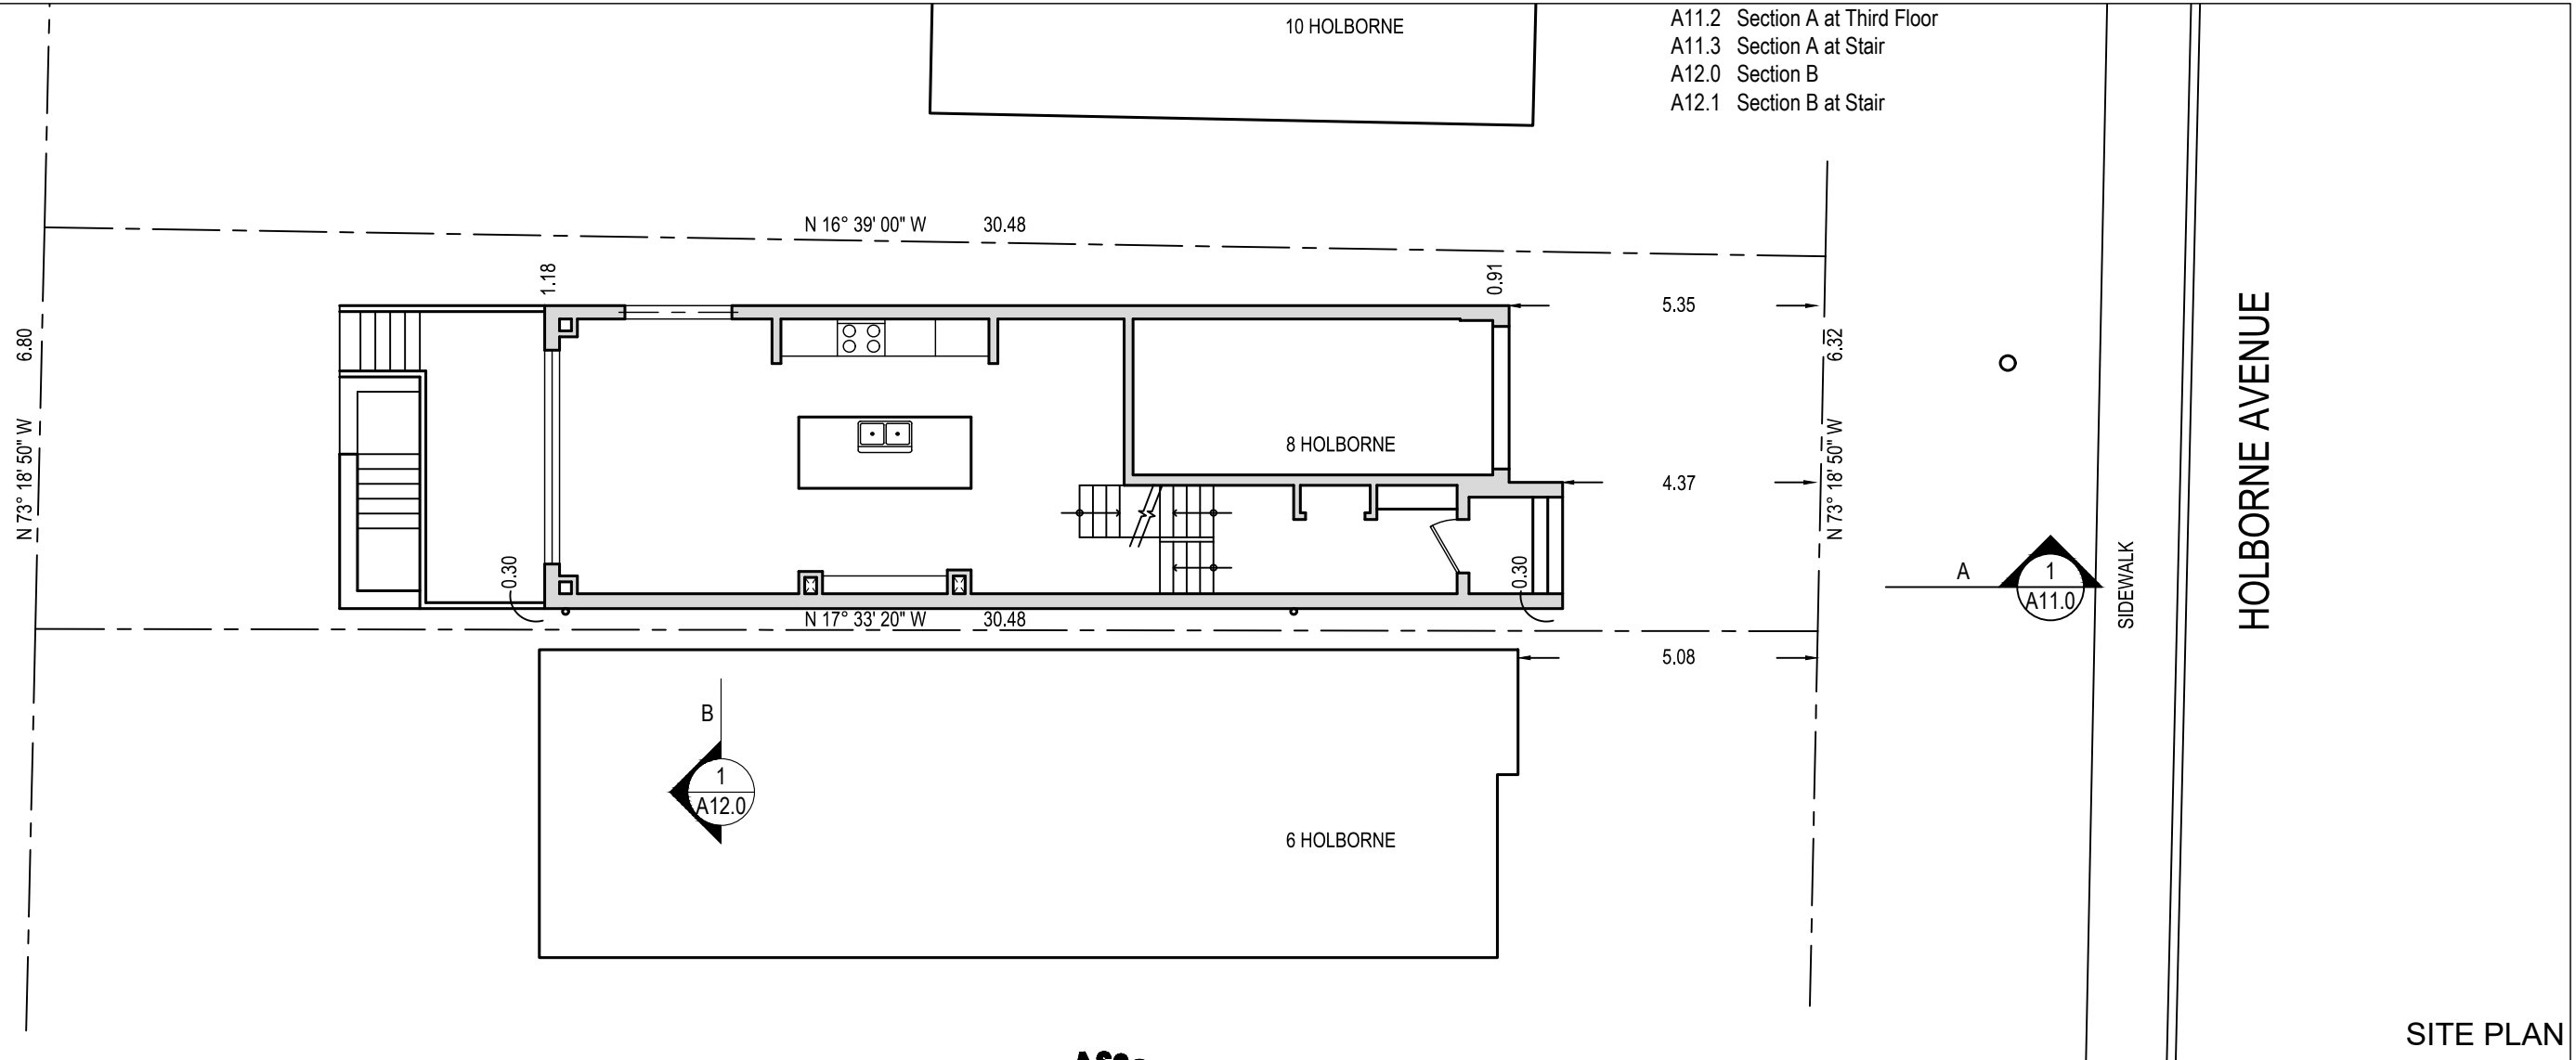 10 HOLBORNE
A11.2 Section A at Third Floor
A11.3 Section A at Stair
A12.0 Section B
A12.1 Section B at Stair
N 16° 39' 00" W 30.48
1.18
0.91
5.35
6.80
6.32
N 73° 18' 50" W
N 73° 18' 50" W
8 HOLBORNE
4.37
HOLBORNE AVENUE
0.30
0.30
A
1
A11.0
SIDEWALK
N 17° 33' 20" W 30.48
5.08
B
1
A12.0
6 HOLBORNE
SITE PLAN